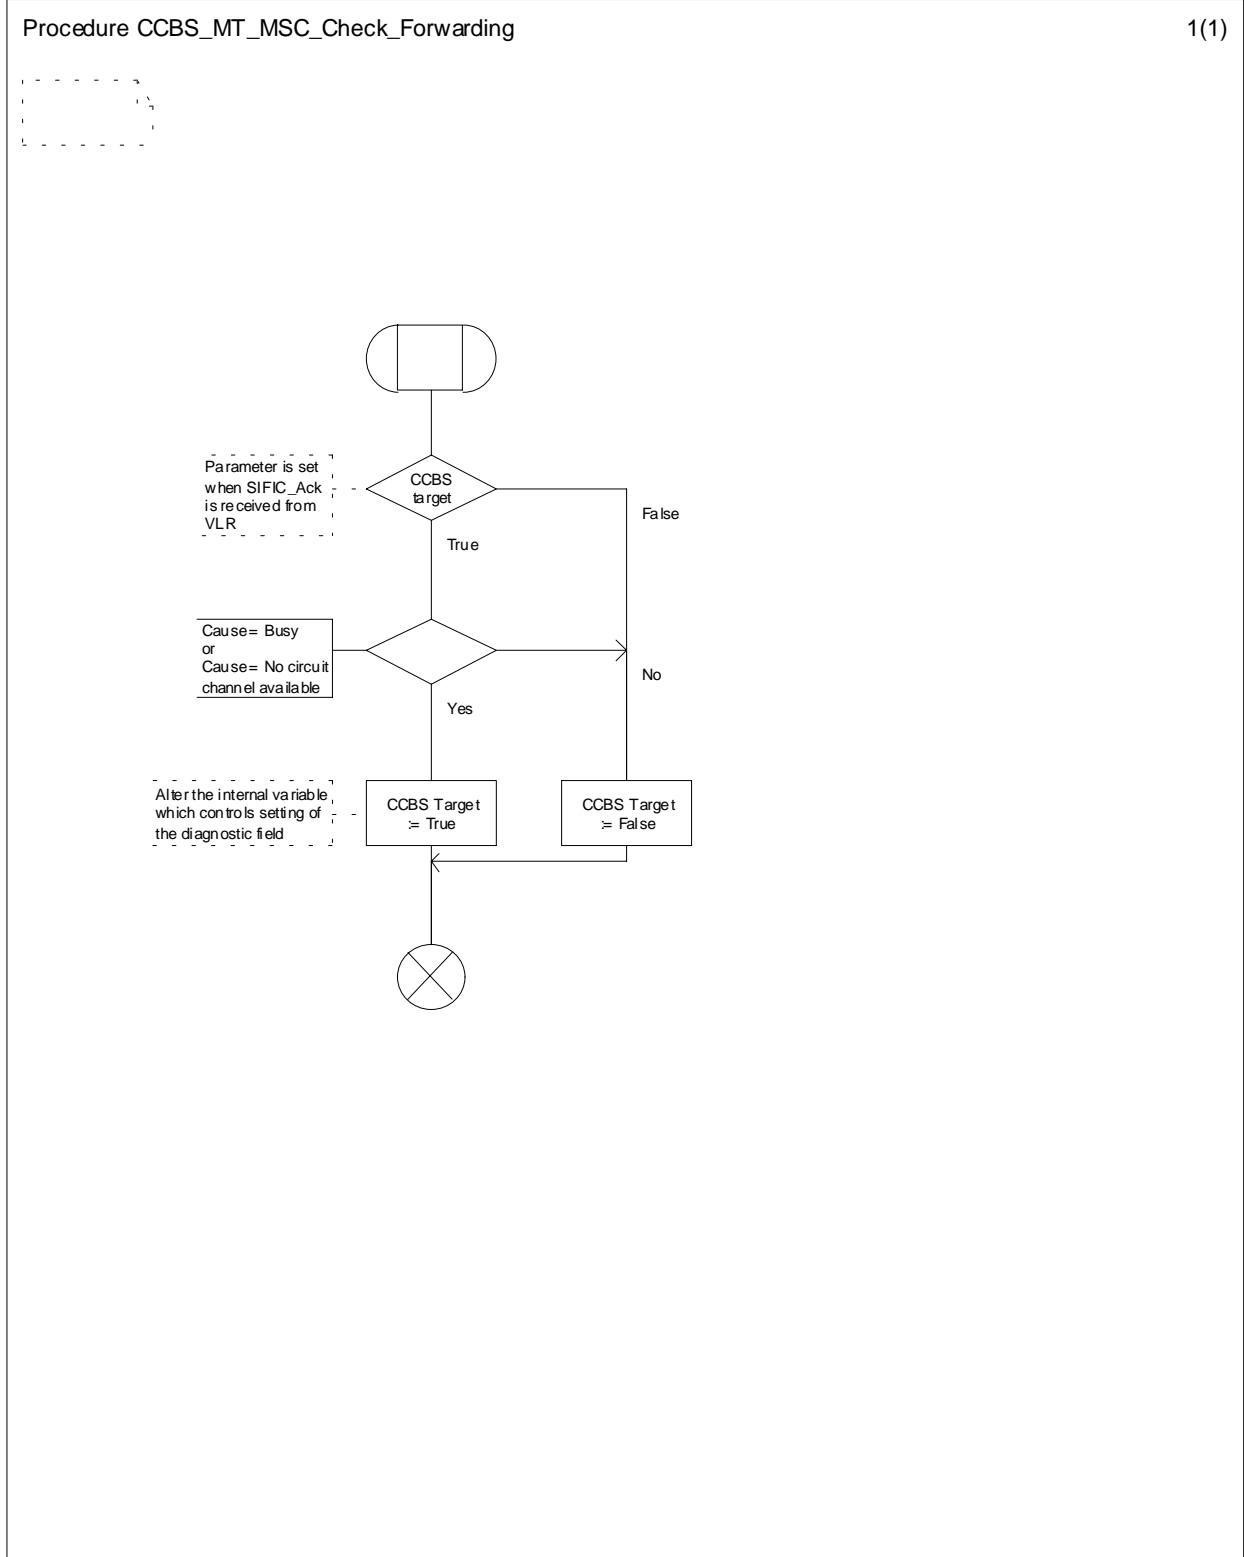 Procedure CCBS_MT_MSC_Check_Forwarding
1(1)
Parameter is set
when SIFIC_Ack
is received from
VLR
CCBS
target
False
True
Cause= Busy
or
Cause= No circuit
channel available
No
Yes
Alter the internal variable
which controls setting of
the diagnostic field
CCBS Target
:= True
CCBS Target
:= False